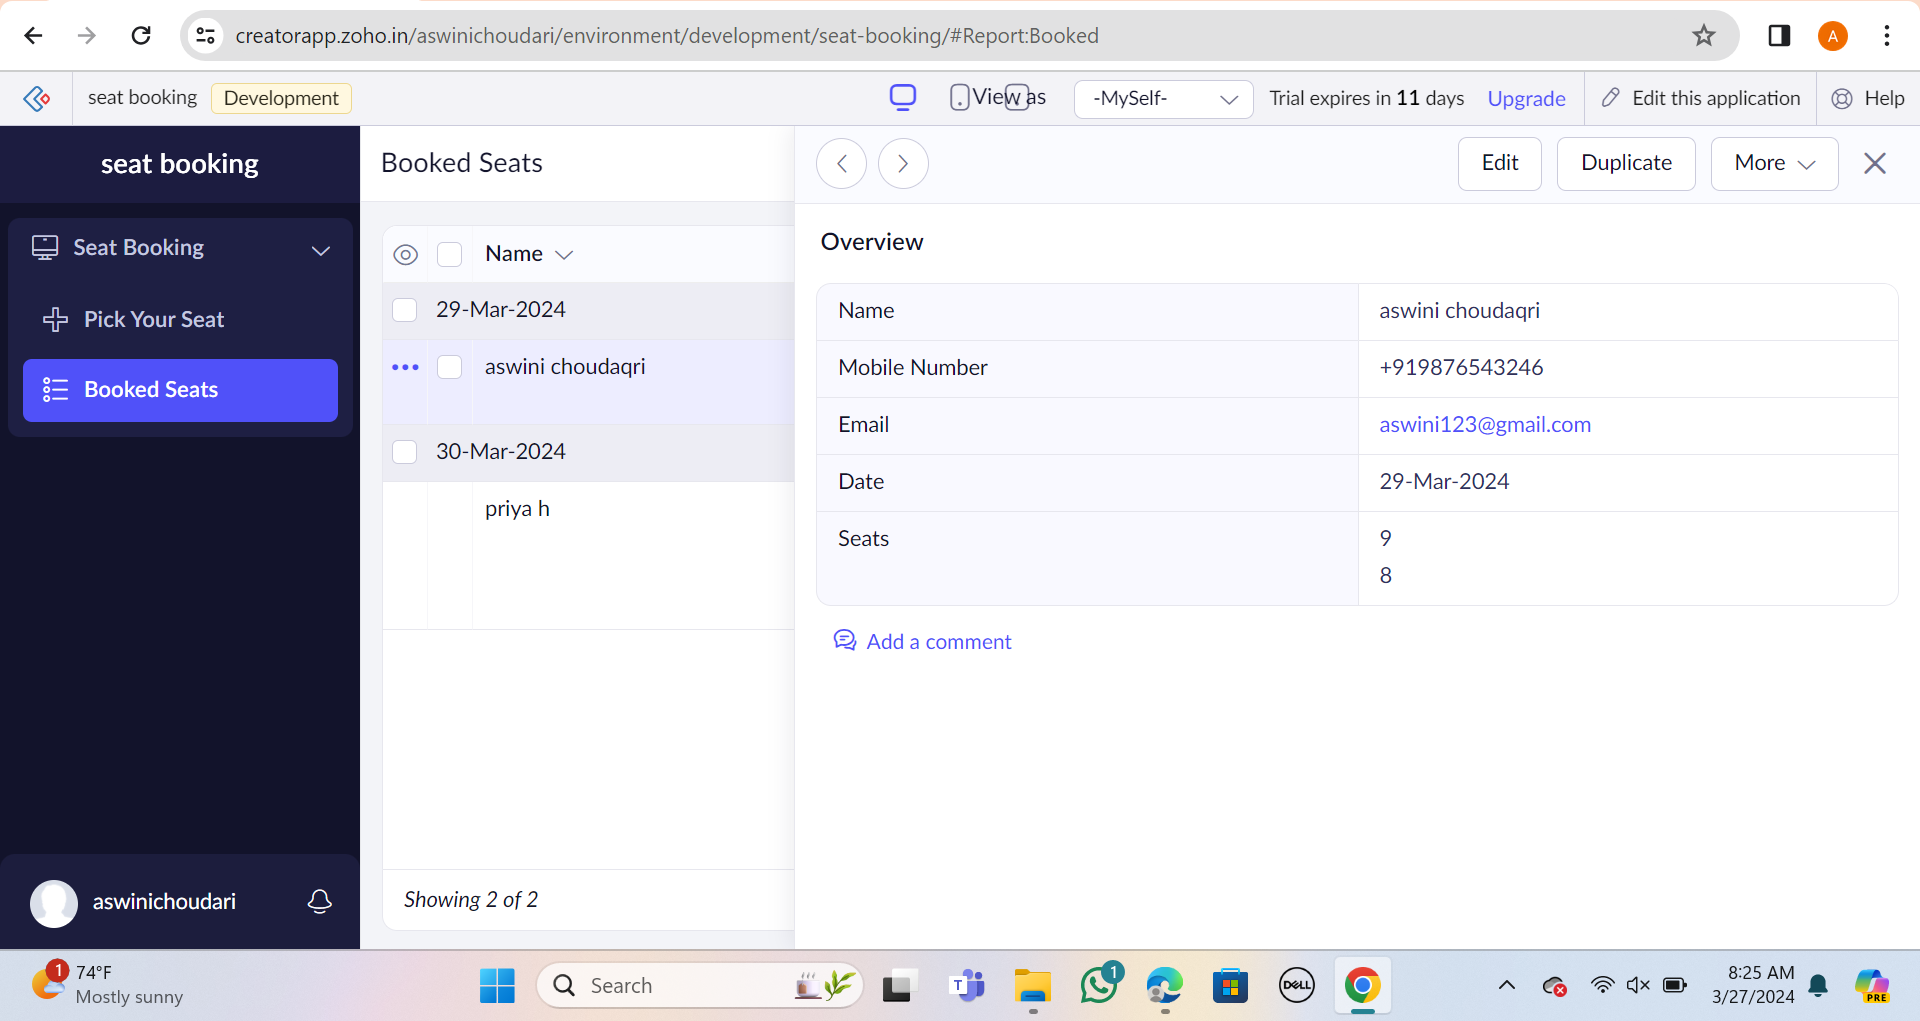 creatorapp.zoho.in/aswinichoudari/environment/development/seat-booking/#Report:Booked
A
seat booking
Development
View as
-MySelf-
Trial expires in 11 days
Upgrade
Edit this application
Help
seat booking
Seat Booking
Pick Your Seat
Booked Seats
aswinichoudari
Booked Seats
Name
29-Mar-2024
aswini choudaqri
30-Mar-2024
priya h
Showing 2 of 2
Edit
Duplicate
More
Overview
Name aswini choudaqri
Mobile Number +919876543246
Email aswini123@gmail.com
Date 29-Mar-2024
Seats 9
8
Add a comment
1
74°F
Mostly sunny
Search
T
1
DELL
8:25 AM
3/27/2024
PRE